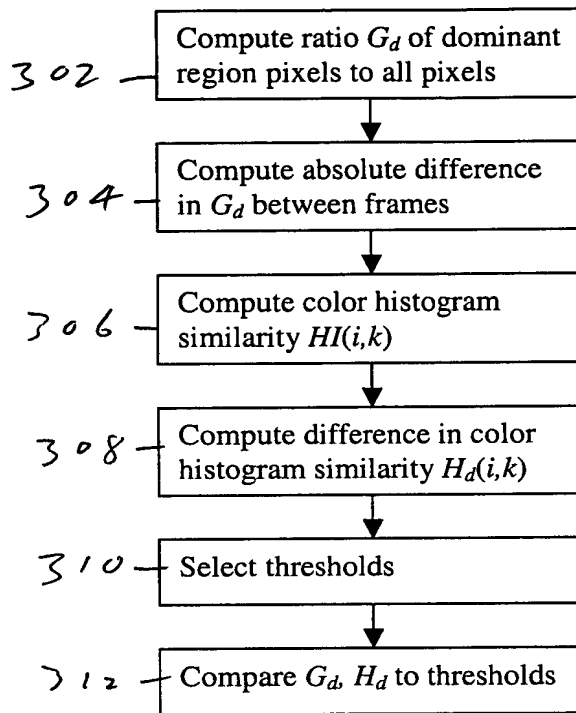 302
Compute ratio G_d of dominant
region pixels to all pixels
304
Compute absolute difference
in G_d between frames
306
Compute color histogram
similarity HI(i,k)
308
Compute difference in color
histogram similarity H_d(i,k)
310
Select thresholds
312
Compare G_d, H_d to thresholds